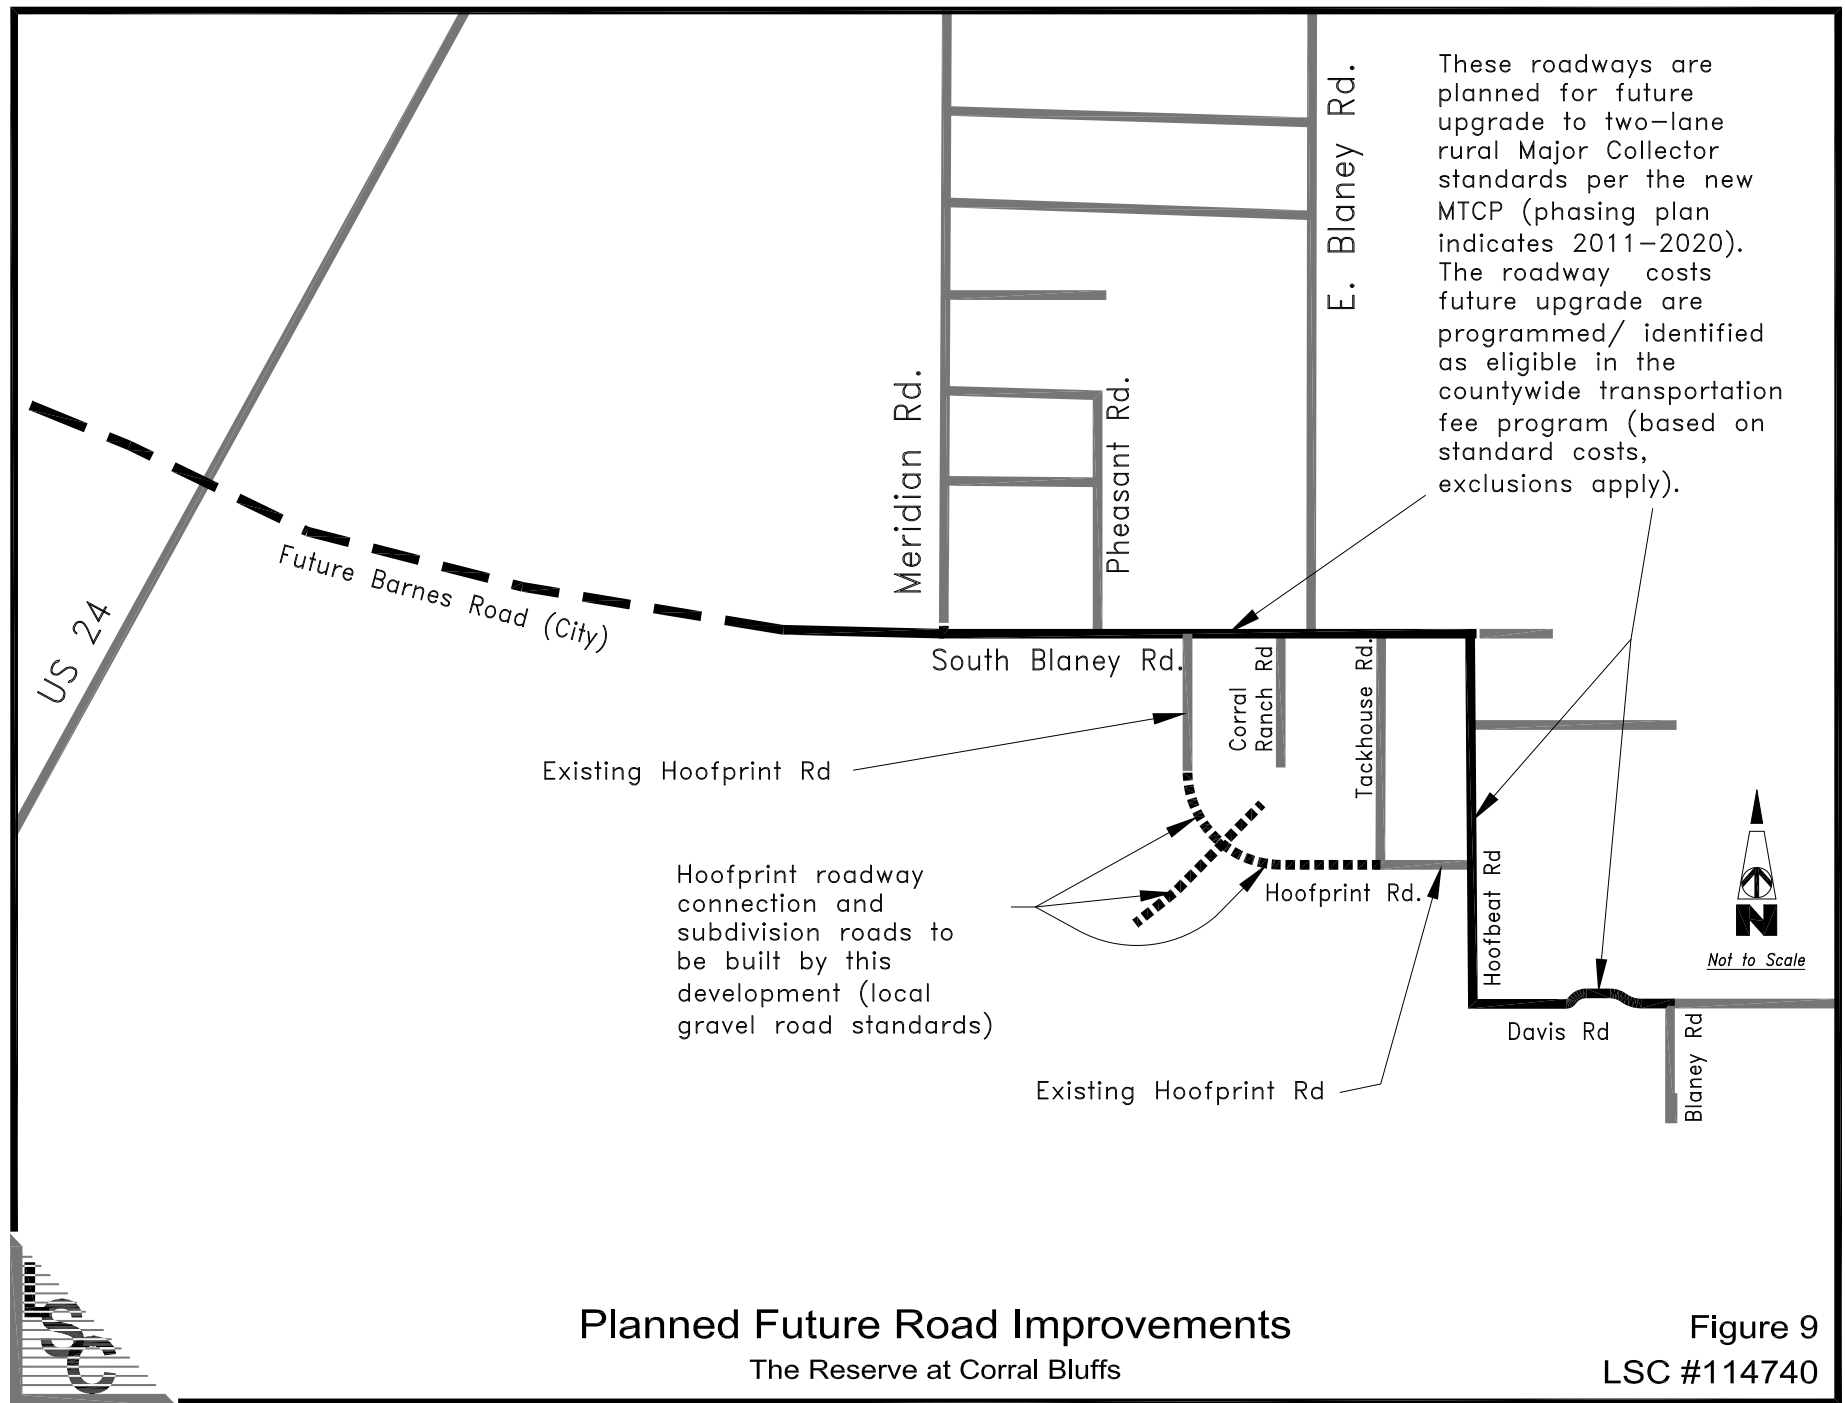 These roadways are
planned for future
upgrade to two-lane
rural Major Collector
standards per the new
MTCP (phasing plan
indicates 2011-2020).
The roadway costs
future upgrade are
programmed/ identified
as eligible in the
countywide transportation
fee program (based on
standard costs,
exclusions apply).
E. Blaney Rd.
Meridian Rd.
Pheasant Rd.
Future Barnes Road (City)
US 24
South Blaney Rd.
Corral
Ranch Rd
Tackhouse Rd.
Existing Hoofprint Rd
Hoofprint roadway
connection and
subdivision roads to
be built by this
development (local
gravel road standards)
Hoofprint Rd.
Hoofbeat Rd
N
Not to Scale
Davis Rd
Blaney Rd
Existing Hoofprint Rd
LSC
Planned Future Road Improvements
The Reserve at Corral Bluffs
Figure 9
LSC #114740